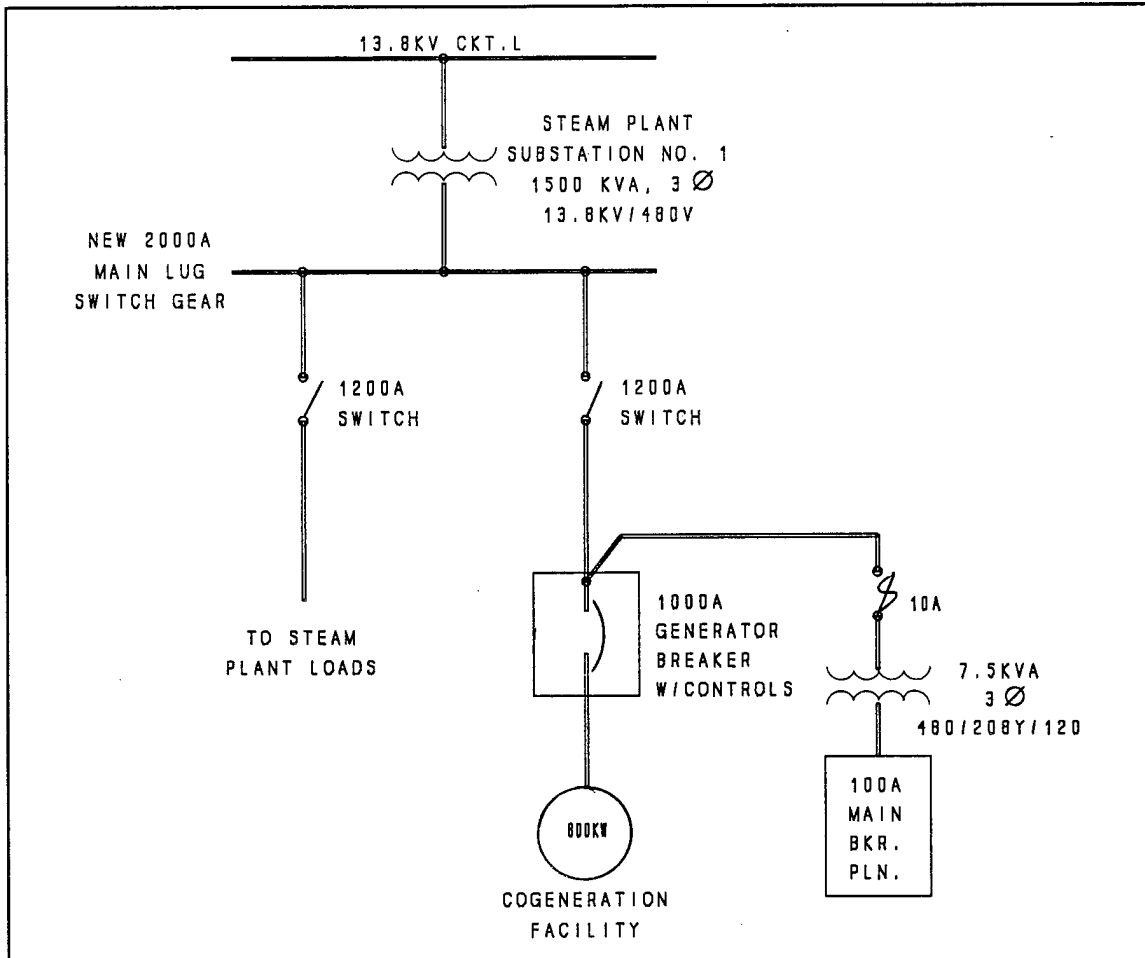 13.8KV CKT.L
STEAM PLANT
SUBSTATION NO. 1
1500 KVA, 3 Ø
13.8KV/480V
NEW 2000A
MAIN LUG
SWITCH GEAR
1200A
SWITCH
1200A
SWITCH
TO STEAM
PLANT LOADS
1000A
GENERATOR
BREAKER
W/CONTROLS
10A
7.5KVA
3 Ø
480/208Y/120
100A
MAIN
BKR.
PLN.
800KW
COGENERATION
FACILITY